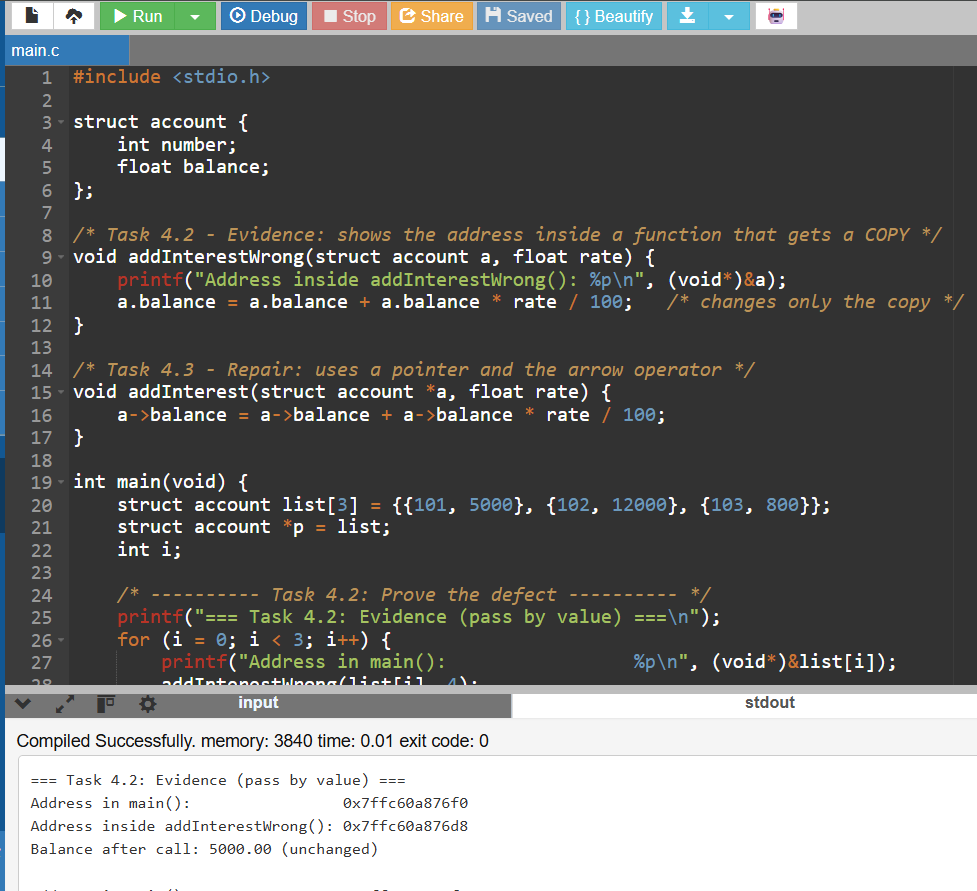 Run Debug Stop Share Saved { } Beautify
main.c
1 #include <stdio.h>
2
3 struct account {
4     int number;
5     float balance;
6 };
7
8 /* Task 4.2 - Evidence: shows the address inside a function that gets a COPY */
9 void addInterestWrong(struct account a, float rate) {
10     printf("Address inside addInterestWrong(): %p\n", (void*)&a);
11     a.balance = a.balance + a.balance * rate / 100;   /* changes only the copy */
12 }
13
14 /* Task 4.3 - Repair: uses a pointer and the arrow operator */
15 void addInterest(struct account *a, float rate) {
16     a->balance = a->balance + a->balance * rate / 100;
17 }
18
19 int main(void) {
20     struct account list[3] = {{101, 5000}, {102, 12000}, {103, 800}};
21     struct account *p = list;
22     int i;
23
24     /* ---------- Task 4.2: Prove the defect ---------- */
25     printf("=== Task 4.2: Evidence (pass by value) ===\n");
26     for (i = 0; i < 3; i++) {
27         printf("Address in main():                 %p\n", (void*)&list[i]);
28         addInterestWrong(list[i], 4);
input stdout
Compiled Successfully. memory: 3840 time: 0.01 exit code: 0
=== Task 4.2: Evidence (pass by value) ===
Address in main():                 0x7ffc60a876f0
Address inside addInterestWrong(): 0x7ffc60a876d8
Balance after call: 5000.00 (unchanged)